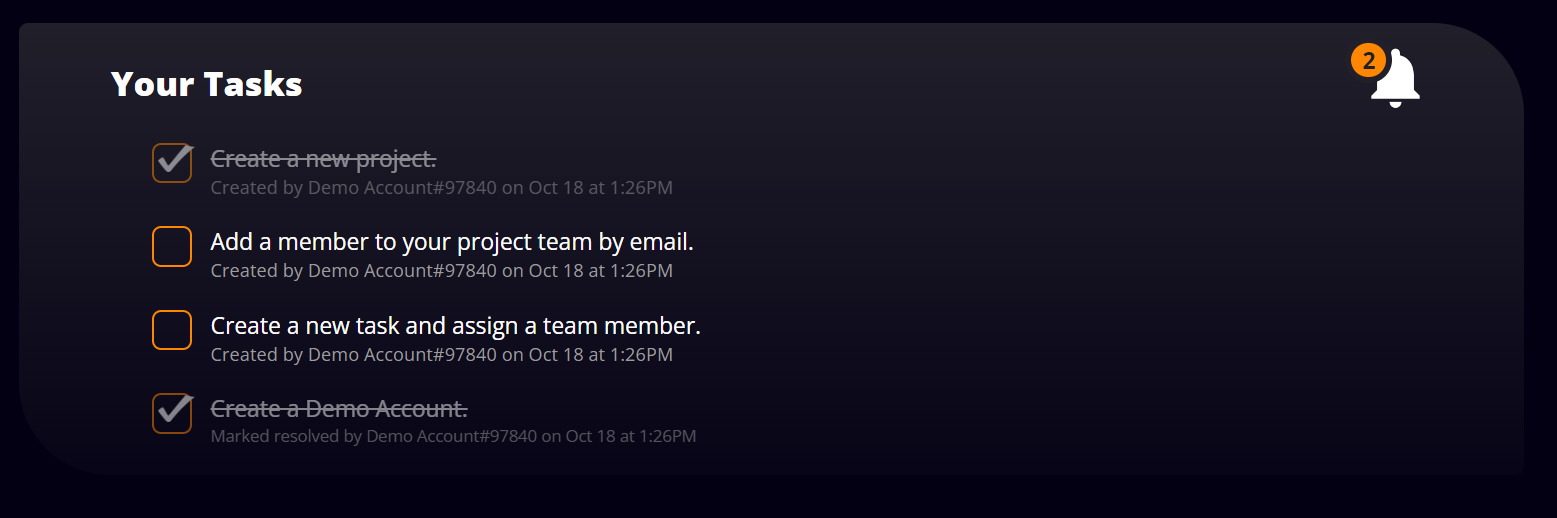 Your Tasks
2
Create a new project.
Created by Demo Account#97840 on Oct 18 at 1:26PM
Add a member to your project team by email.
Created by Demo Account#97840 on Oct 18 at 1:26PM
Create a new task and assign a team member.
Created by Demo Account#97840 on Oct 18 at 1:26PM
Create a Demo Account.
Marked resolved by Demo Account#97840 on Oct 18 at 1:26PM